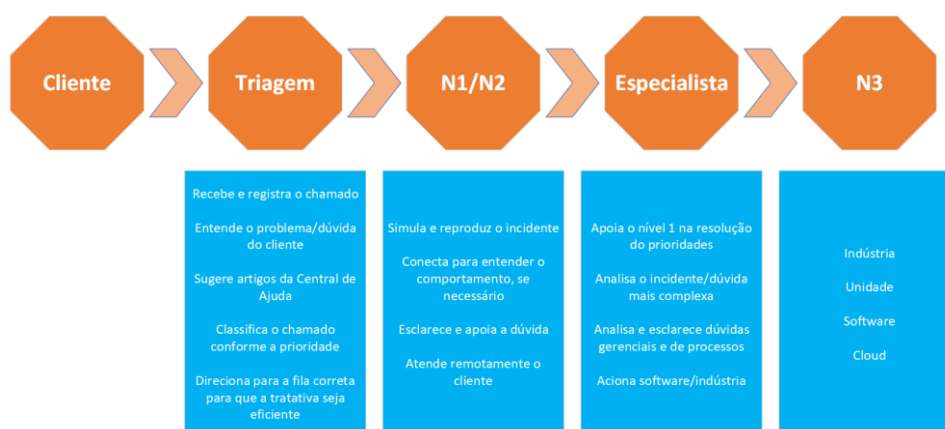 Cliente
Triagem
N1/N2
Especialista
N3
Recebe e registra o chamado
Entende o problema/dúvida
do cliente
Sugere artigos da Central de
Ajuda
Classifica o chamado
conforme a prioridade
Direciona para a fila correta
para que a tratativa seja
eficiente
Simula e reproduz o incidente
Conecta para entender o
comportamento, se
necessário
Esclarece e apoia a dúvida
Atende remotamente o
cliente
Apoia o nível 1 na resolução
do prioridades
Analisa o incidente/dúvida
mais complexa
Analisa e esclarece dúvidas
gerenciais e de processos
Aciona software/indústria
Indústria
Unidade
Software
Cloud